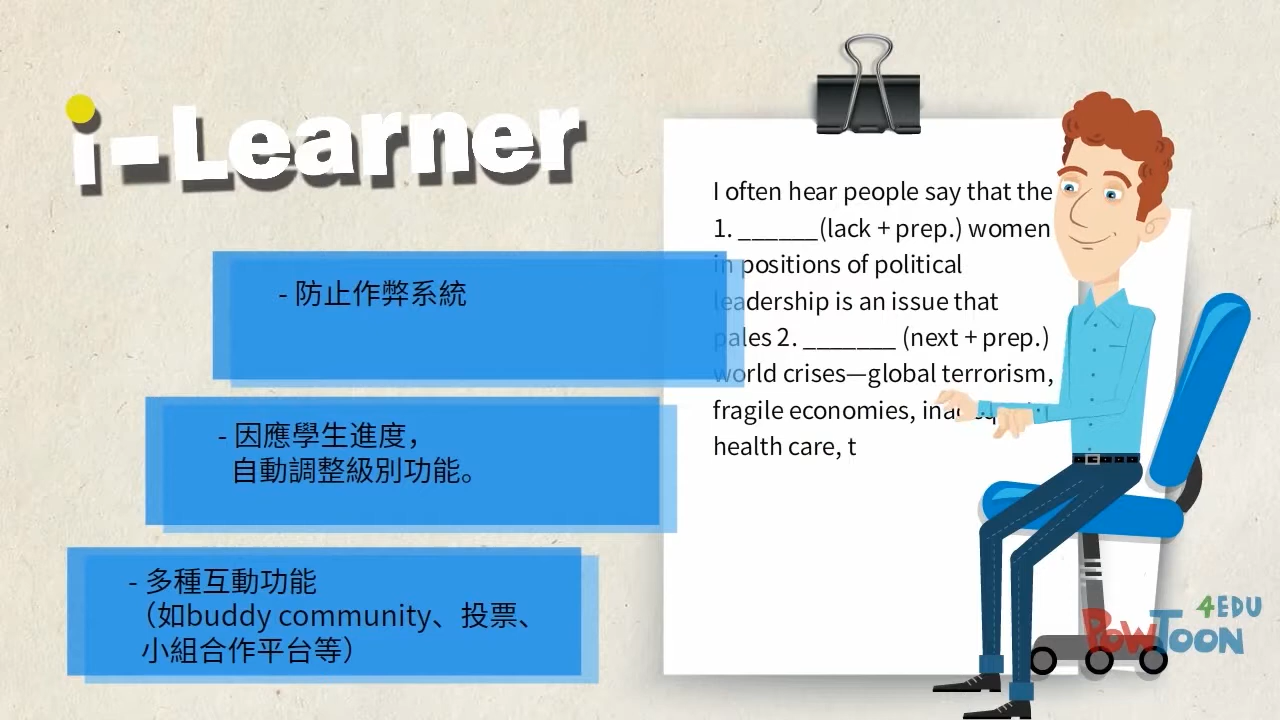 i-Learner
- 防止作弊系統
- 因應學生進度，
自動調整級別功能。
- 多種互動功能
（如buddy community、投票、
小組合作平台等）
I often hear people say that the
1. ______(lack + prep.) women
in positions of political
leadership is an issue that
pales 2. _______ (next + prep.)
world crises—global terrorism,
fragile economies,
health care, t
4EDU
POWTOON